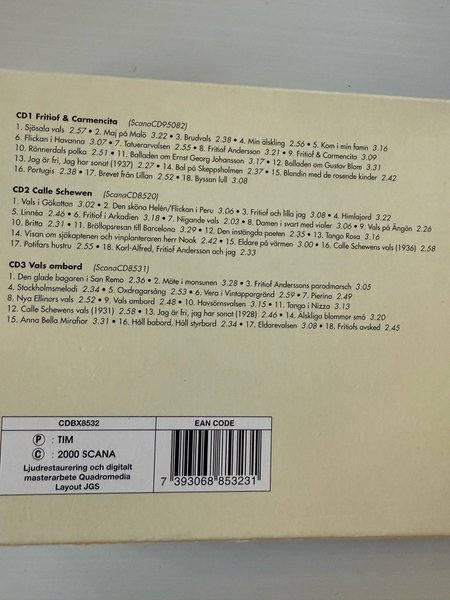 CD1 Fritiof & Carmencita (ScanaCD95082)
1. Sjösala vals 2.57 • 2. Maj på Malö 3.22 • 3. Brudvals 2.38 • 4. Min älskling 2.56 • 5. Kom i min famn 3.16
6. Flickan i Havanna 3.07 • 7. Tatuerarvalsen 2.55 • 8. Fritiof Andersson 3.21 • 9. Fritiof & Carmencita 3.09
10. Rönnerdals polka 2.51 • 11. Balladen om Ernst Georg Johansson 3.17 • 12. Balladen om Gustav Blom 3.31
13. Jag är fri, Jag har sonat (1937) 2.27 • 14. Bal på Skeppsholmen 2.37 • 15. Blondin med de rosende kinder 2.42
16. Portugis 2.38 • 17. Brevet från Lillan 2.52 • 18. Byssan lull 3.08
CD2 Calle Schewen (ScanaCD8520)
1. Vals i Gökottan 3.02 • 2. Den sköna Helén/Flickan i Peru 3.06 • 3. Fritiof och lilla jag 3.08 • 4. Himlajord 3.22
5. Linnéa 2.46 • 6. Fritiof i Arkadien 3.18 • 7. Nigande vals 2.03 • 8. Damen i svart med violer 3.36 • 9. Vals på Ängön 2.26
10. Britta 2.31 • 11. Bröllapsresan till Barcelona 3.29 • 12. Den instängda poeten 2.35 • 13. Tango Rosa 3.16
14. Visan om sjökaptenen och vinplanteraren herr Noak 2.42 • 15. Eldare på värmen 3.00 • 16. Calle Schewens vals (1936) 2.58
17. Potifars hustru 2.55 • 18. Karl-Alfred, Fritiof Andersson och jag 2.33
CD3 Vals ombord (ScanaCD8531)
1. Den glade bagaren i San Remo 2.36 • 2. Möte i monsunen 3.28 • 3. Fritiof Anderssons paradmarsch 3.05
4. Stockholmsmelodi 2.34 • 5. Oxdragarsång 2.53 • 6. Vera i Vintappargränd 2.59 • 7. Pierina 2.49
8. Nya Ellinors vals 2.52 • 9. Vals ombord 2.48 • 10. Havsörnsvalsen 3.15 • 11. Tango i Nizza 3.13
12. Calle Schewens vals (1931) 2.58 • 13. Jag är fri, jag har sonat (1928) 2.46 • 14. Älskliga blommor små 3.20
15. Anna Bella Mirafior 3.31 • 16. Håll babord, Håll styrbord 2.34 • 17. Eldarevalsen 3.08 • 18. Fritiofs avsked 2.45
CDBX8532
EAN CODE
P : TIM
C : 2000 SCANA
Ljudrestaurering och digitalt
masterarbete Quadromedia
Layout JGS
7 393068 853231